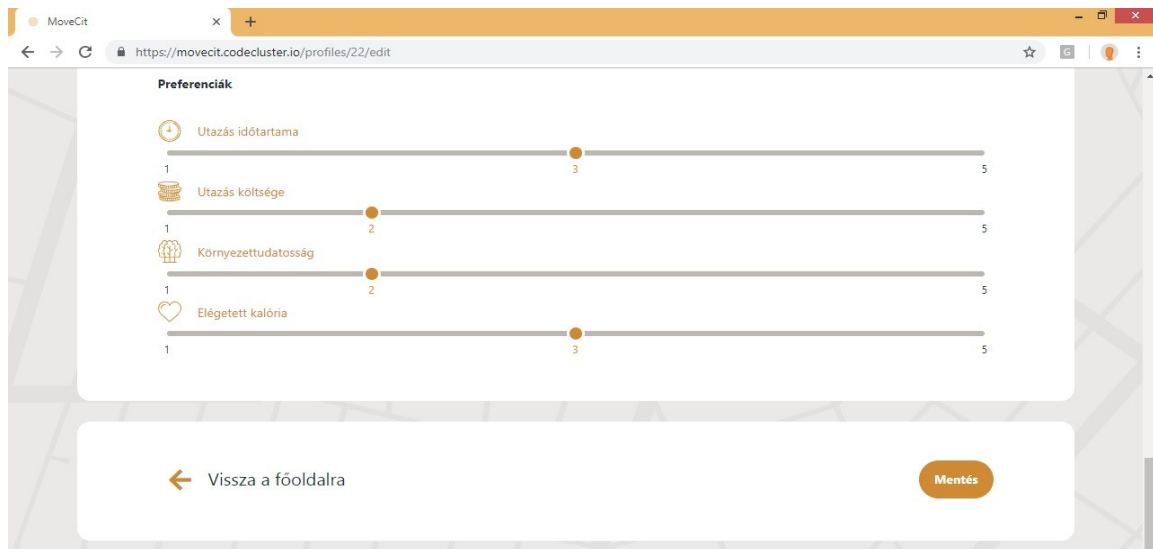 MoveCit
https://movecit.codecluster.io/profiles/22/edit
G
Preferenciák
Utazás időtartama
1 3 5
Utazás költsége
1 2 5
Környezettudatosság
1 2 5
Elégetett kalória
1 3 5
Vissza a főoldalra
Mentés